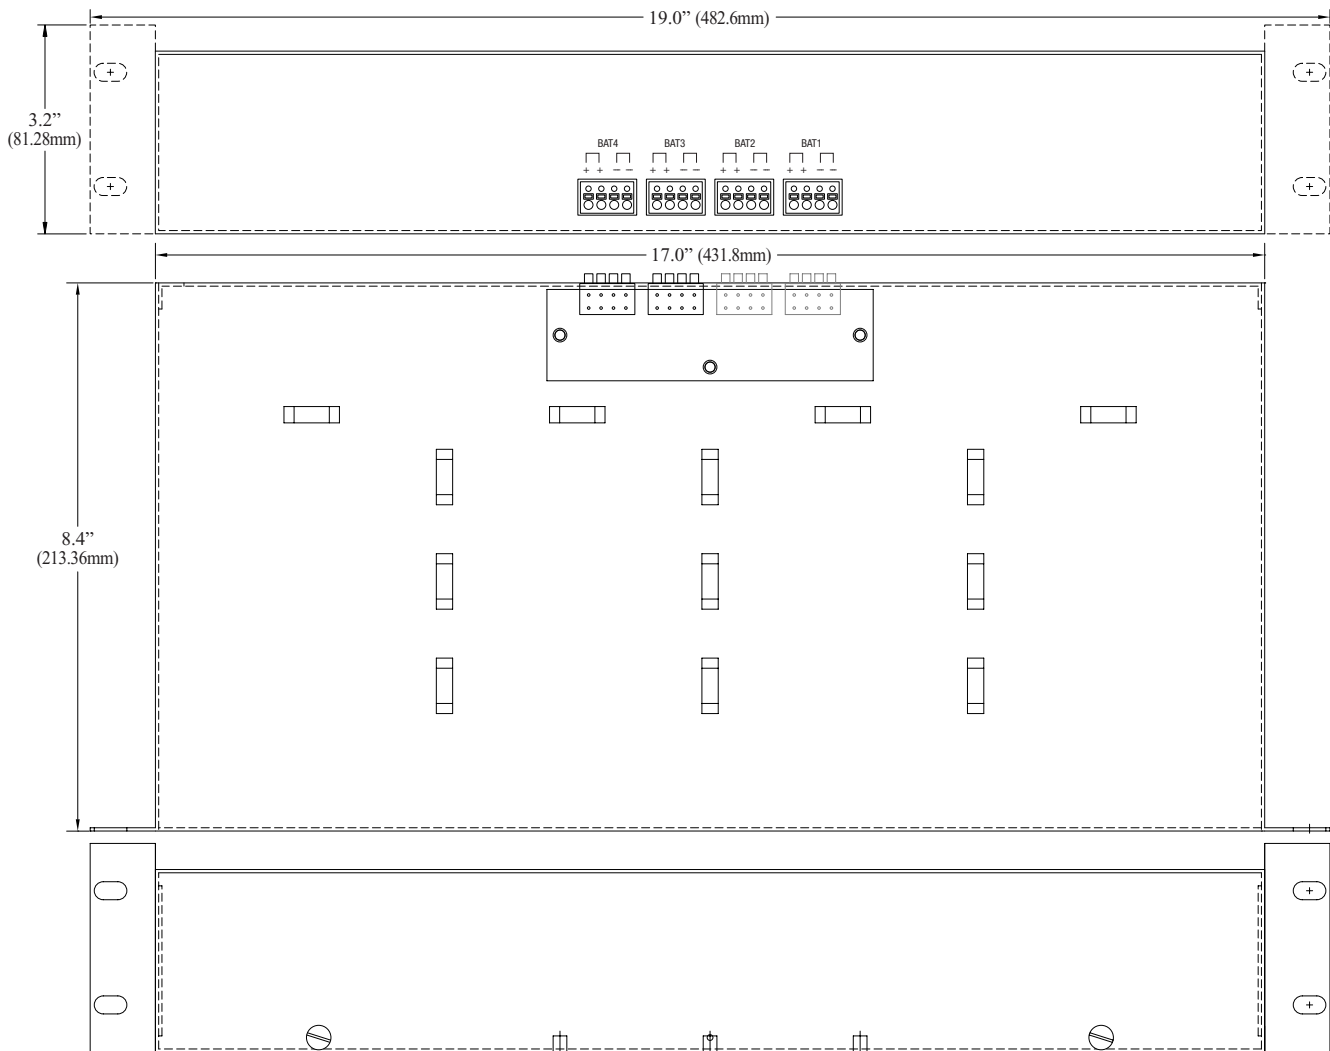 19.0” (482.6mm)
3.2”
(81.28mm)
BAT4 BAT3 BAT2 BAT1
+ + – – + + – – + + – – + + – –
17.0” (431.8mm)
8.4”
(213.36mm)